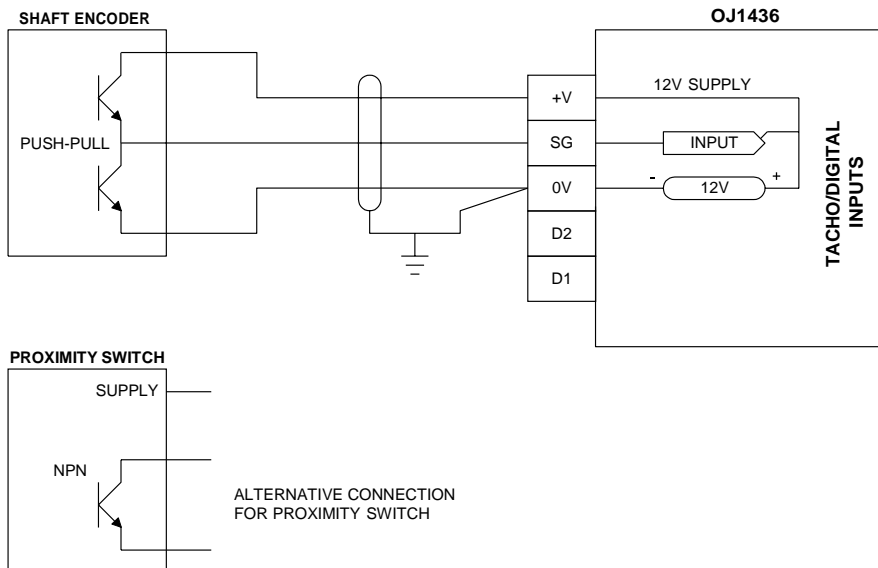 SHAFT ENCODER
OJ1436
PUSH-PULL
+V
12V SUPPLY
SG
INPUT
0V
-
12V
+
D2
D1
TACHO/DIGITAL
INPUTS
PROXIMITY SWITCH
SUPPLY
NPN
ALTERNATIVE CONNECTION
FOR PROXIMITY SWITCH